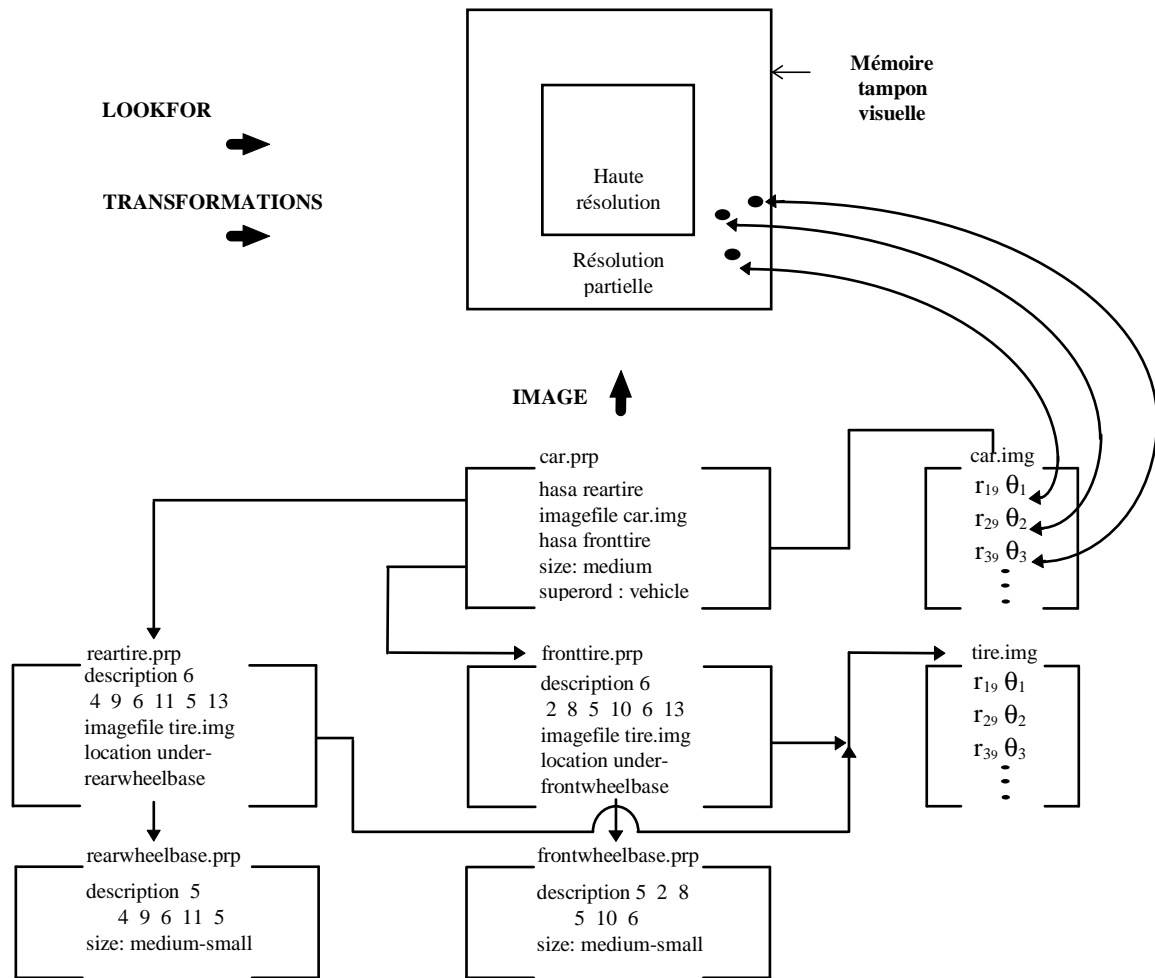 Mémoire
tampon
visuelle
LOOKFOR
TRANSFORMATIONS
Haute
résolution
Résolution
partielle
IMAGE
car.prp
hasa reartire
imagefile car.img
hasa fronttire
size: medium
superord : vehicle
car.img
r₁₉ θ₁
r₂₉ θ₂
r₃₉ θ₃
reartire.prp
description 6
4 9 6 11 5 13
imagefile tire.img
location under-
rearwheelbase
fronttire.prp
description 6
2 8 5 10 6 13
imagefile tire.img
location under-
frontwheelbase
tire.img
r₁₉ θ₁
r₂₉ θ₂
r₃₉ θ₃
rearwheelbase.prp
description 5
4 9 6 11 5
size: medium-small
frontwheelbase.prp
description 5 2 8
5 10 6
size: medium-small